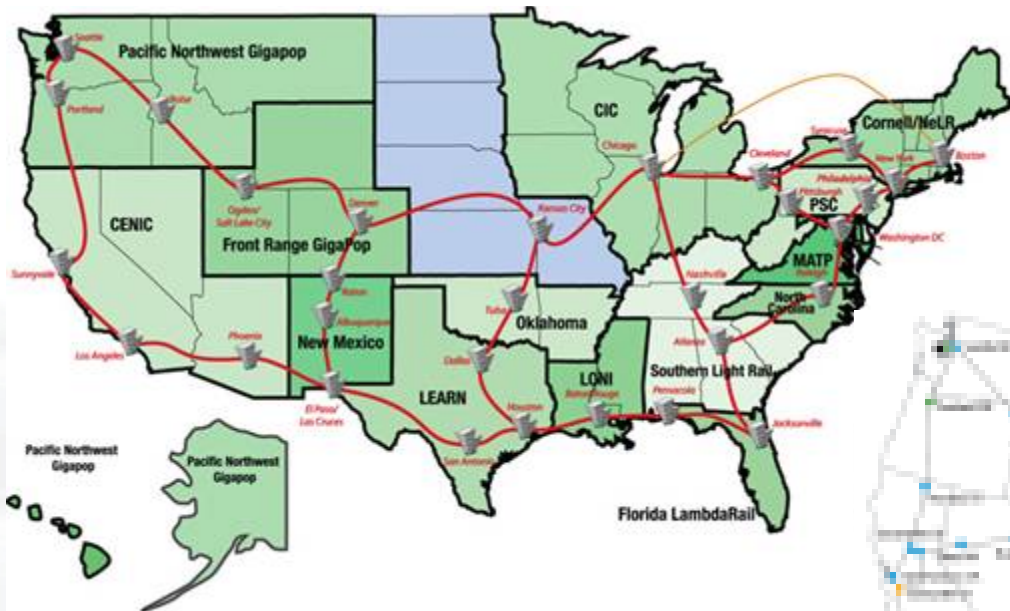 Seattle
Pacific Northwest Gigapop
Portland
Boise
CIC
Cornell/NeLR
Chicago
Cleveland
Syracuse
New York
Boston
Philadelphia
Pittsburgh
PSC
Ogden/
Salt Lake City
Denver
Kansas City
CENIC
Front Range GigaPop
Washington DC
MATP
Sunnyvale
Raton
Nashville
Raleigh
North
Carolina
Tulsa
Oklahoma
Albuquerque
New Mexico
Phoenix
Los Angeles
Dallas
Atlanta
Southern Light Rail
LONI
Baton Rouge
Pensacola
LEARN
El Paso/
Las Cruces
Houston
Jacksonville
San Antonio
Pacific Northwest
Gigapop
Pacific Northwest
Gigapop
Florida LambdaRail